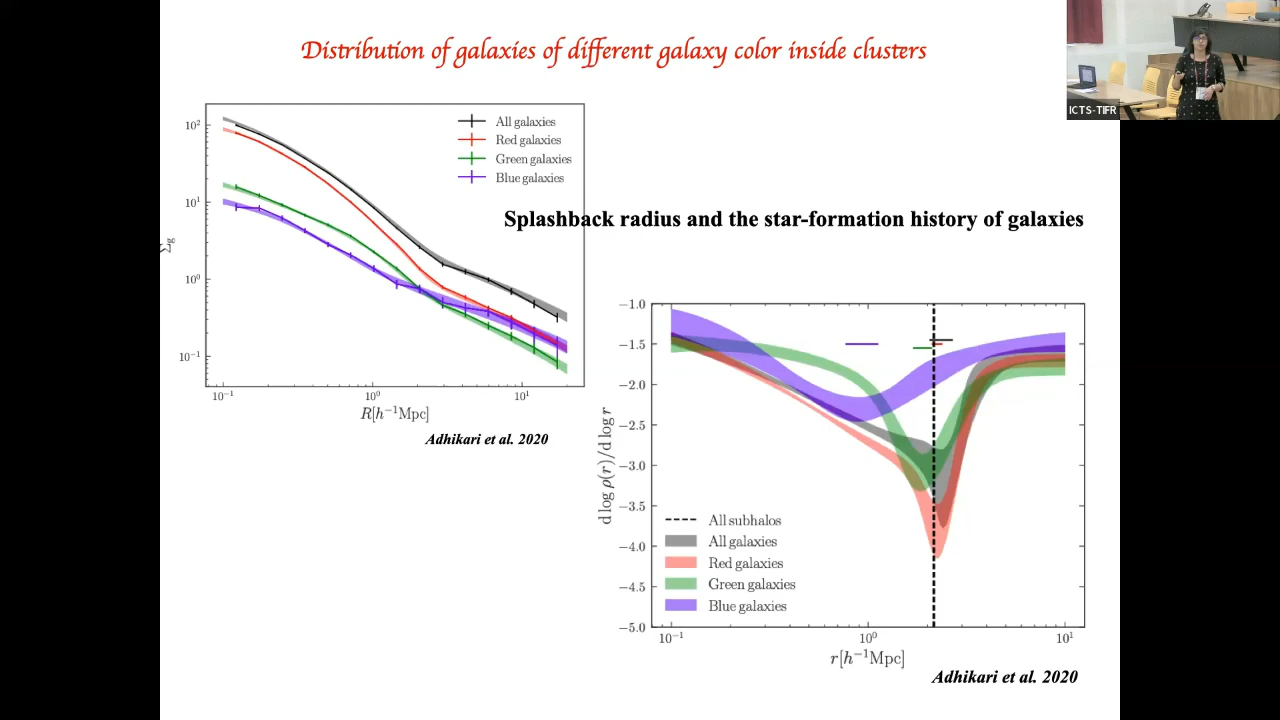 Distribution of galaxies of different galaxy color inside clusters
ICTS-TIFR
All galaxies
Red galaxies
Green galaxies
Blue galaxies
10²
10¹
10⁰
10⁻¹
Σg
10⁻¹ 10⁰ 10¹
R[h⁻¹Mpc]
Adhikari et al. 2020
Splashback radius and the star-formation history of galaxies
−1.0
−1.5
−2.0
−2.5
−3.0
−3.5
−4.0
−4.5
−5.0
d log ρ(r)/d log r
All subhalos
All galaxies
Red galaxies
Green galaxies
Blue galaxies
10⁻¹ 10⁰ 10¹
r[h⁻¹Mpc]
Adhikari et al. 2020